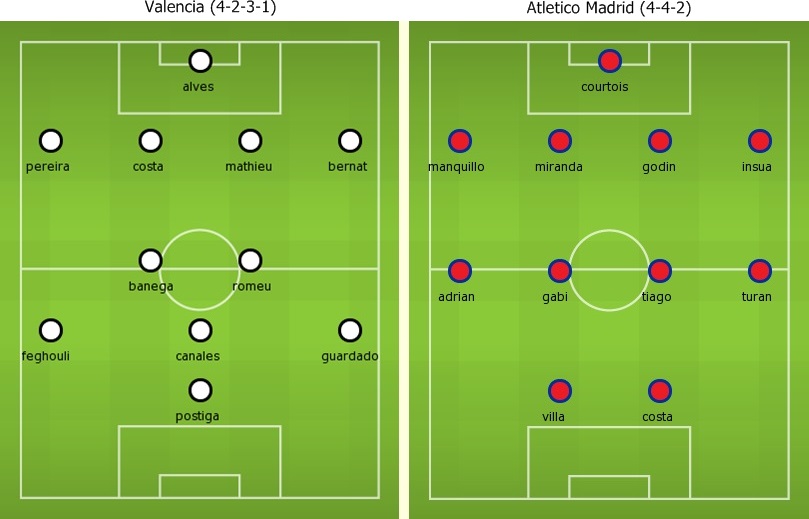 Valencia (4-2-3-1)
alves
pereira costa mathieu bernat
banega romeu
feghouli canales guardado
postiga
Atletico Madrid (4-4-2)
courtois
manquillo miranda godin insua
adrian gabi tiago turan
villa costa